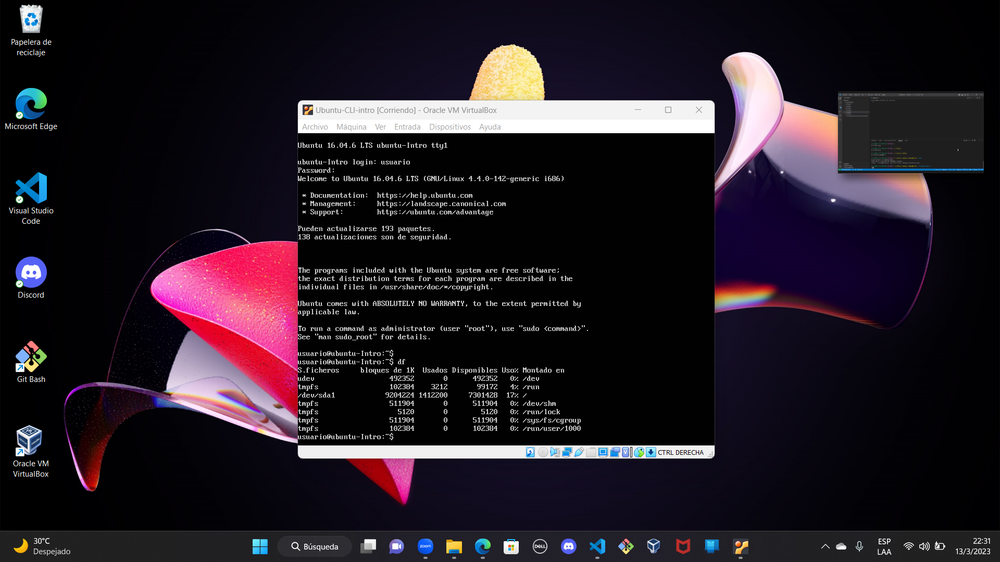 Papelera de
reciclaje
Microsoft Edge
Visual Studio
Code
Discord
Git Bash
Oracle VM
VirtualBox
Ubuntu-CLI-intro [Corriendo] - Oracle VM VirtualBox
Archivo Máquina Ver Entrada Dispositivos Ayuda
Ubuntu 16.04.6 LTS ubuntu-Intro tty1
ubuntu-Intro login: usuario
Password:
Welcome to Ubuntu 16.04.6 LTS (GNU/Linux 4.4.0-142-generic i686)
* Documentation:  https://help.ubuntu.com
* Management:     https://landscape.canonical.com
* Support:        https://ubuntu.com/advantage
Pueden actualizarse 193 paquetes.
138 actualizaciones son de seguridad.
The programs included with the Ubuntu system are free software;
the exact distribution terms for each program are described in the
individual files in /usr/share/doc/*/copyright.
Ubuntu comes with ABSOLUTELY NO WARRANTY, to the extent permitted by
applicable law.
To run a command as administrator (user "root"), use "sudo <command>".
See "man sudo_root" for details.
usuario@ubuntu-Intro:~$
usuario@ubuntu-Intro:~$ df
S.ficheros     bloques de 1K  Usados Disponibles Uso% Montado en
udev                  492352       0      492352   0% /dev
tmpfs                 102384    3212       99172   4% /run
/dev/sda1            9204224 1412200     7301428  17% /
tmpfs                 511904       0      511904   0% /dev/shm
tmpfs                   5120       0        5120   0% /run/lock
tmpfs                 511904       0      511904   0% /sys/fs/cgroup
tmpfs                 102384       0      102384   0% /run/user/1000
usuario@ubuntu-Intro:~$
CTRL DERECHA
30°C
Despejado
Búsqueda
zoom
DELL
ESP
LAA
22:31
13/3/2023